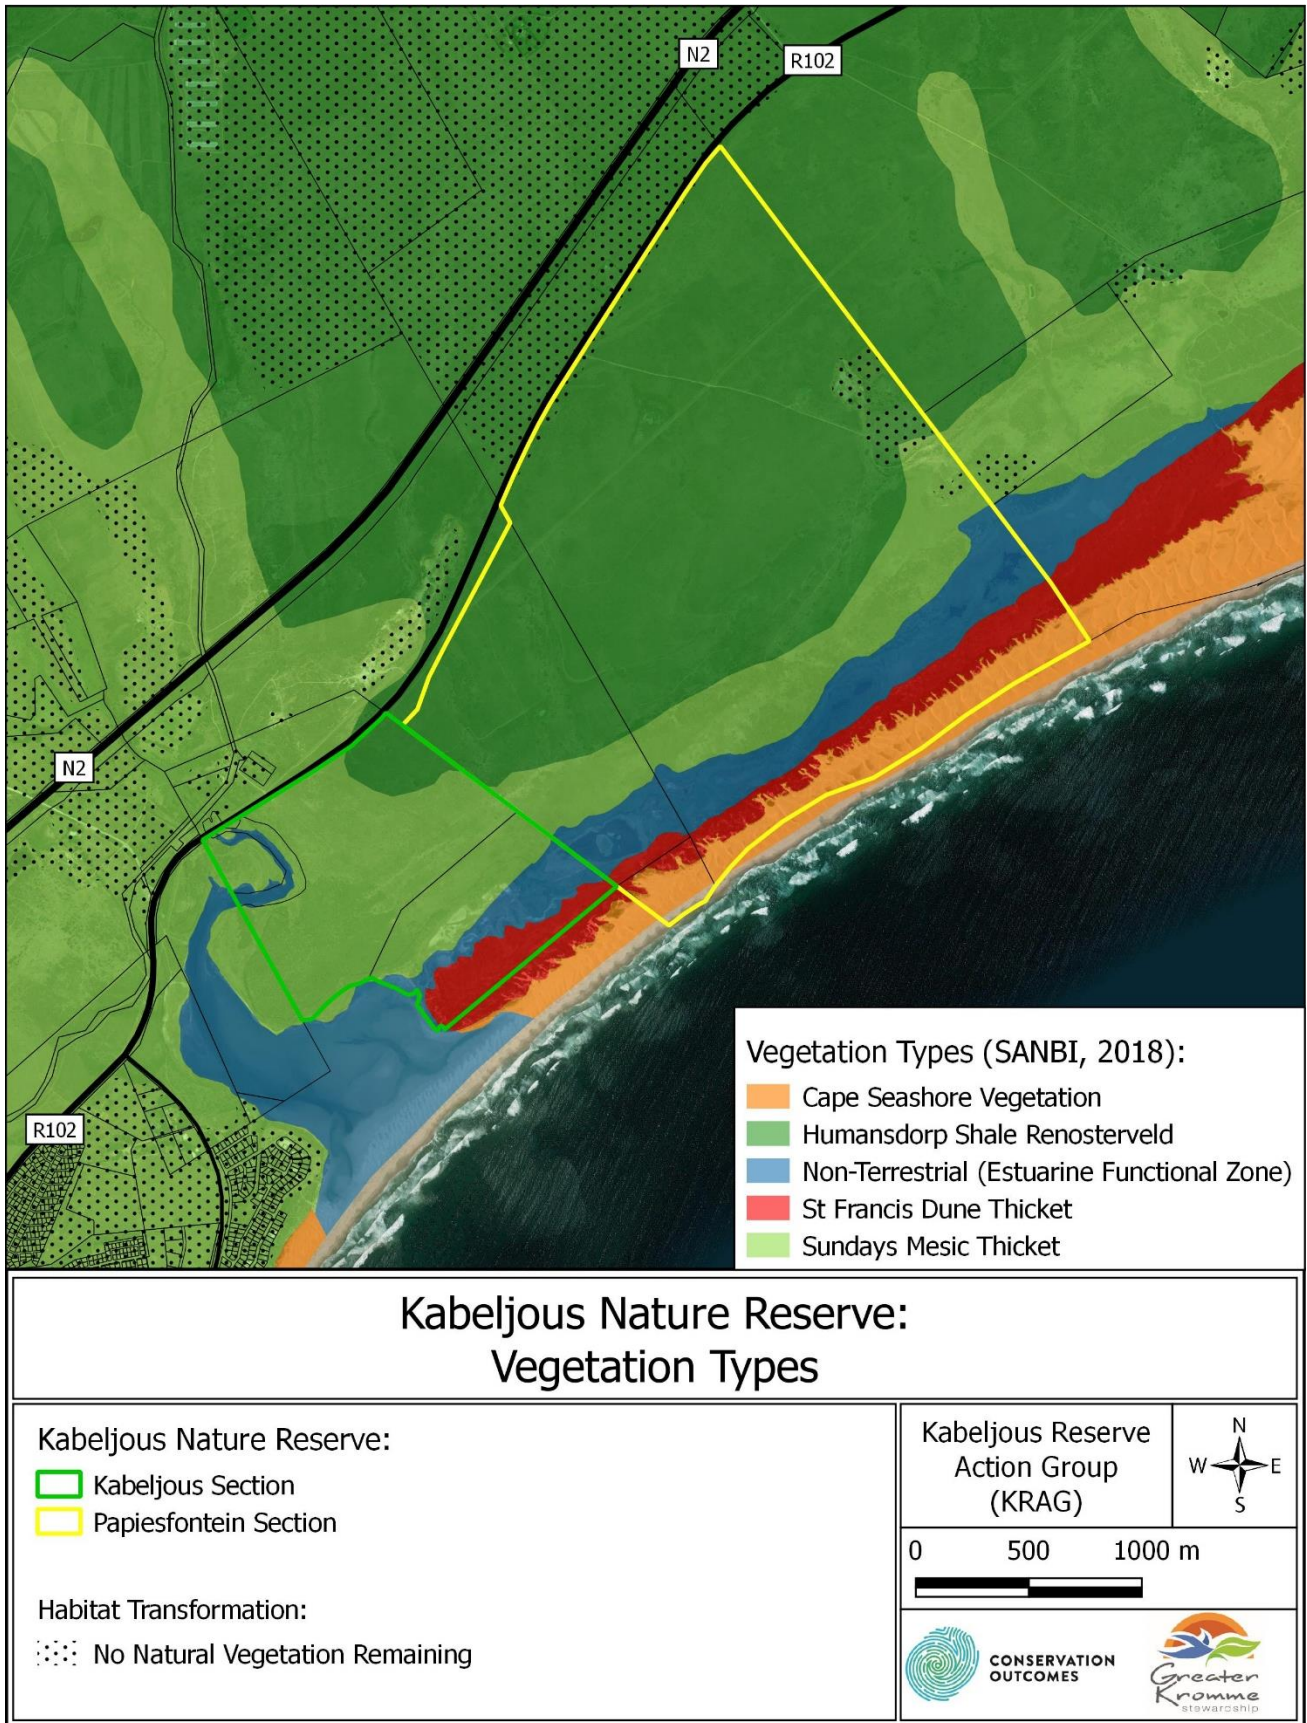 N2
R102
N2
R102
Vegetation Types (SANBI, 2018):
Cape Seashore Vegetation
Humansdorp Shale Renosterveld
Non-Terrestrial (Estuarine Functional Zone)
St Francis Dune Thicket
Sundays Mesic Thicket
Kabeljous Nature Reserve:
Vegetation Types
Kabeljous Nature Reserve:
Kabeljous Section
Papiesfontein Section
Habitat Transformation:
No Natural Vegetation Remaining
Kabeljous Reserve
Action Group
(KRAG)
N
W E
S
0 500 1000 m
CONSERVATION
OUTCOMES
Greater
Kromme
stewardship